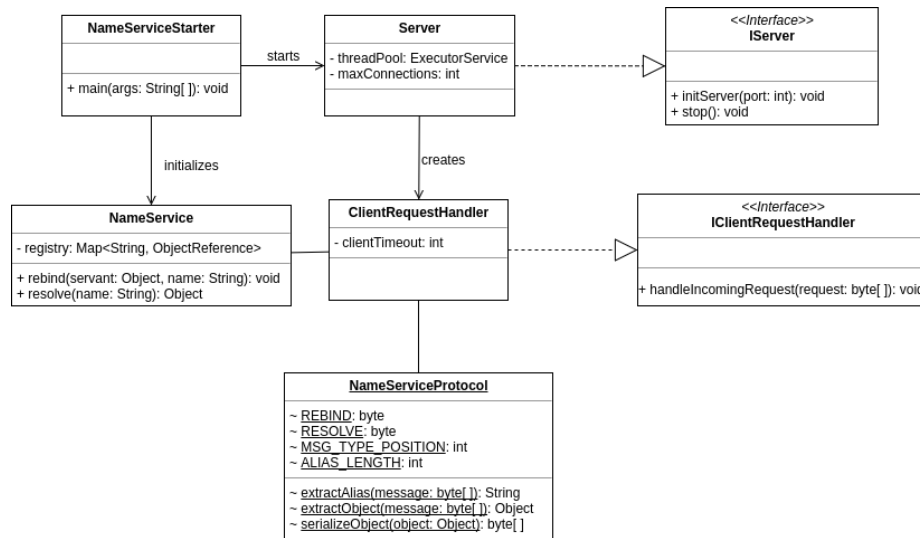 NameServiceStarter
+ main(args: String[ ]): void
starts
Server
- threadPool: ExecutorService
- maxConnections: int
<<Interface>>
IServer
+ initServer(port: int): void
+ stop(): void
initializes
creates
NameService
- registry: Map<String, ObjectReference>
+ rebind(servant: Object, name: String): void
+ resolve(name: String): Object
ClientRequestHandler
- clientTimeout: int
<<Interface>>
IClientRequestHandler
+ handleIncomingRequest(request: byte[ ]): void
NameServiceProtocol
~ REBIND: byte
~ RESOLVE: byte
~ MSG_TYPE_POSITION: int
~ ALIAS_LENGTH: int
~ extractAlias(message: byte[ ]): String
~ extractObject(message: byte[ ]): Object
~ serializeObject(object: Object): byte[ ]